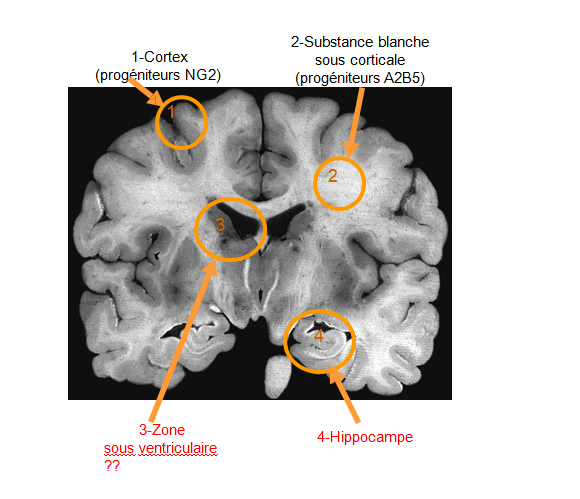 1-Cortex
(progéniteurs NG2)
2-Substance blanche
sous corticale
(progéniteurs A2B5)
1
2
3
4
3-Zone
sous ventriculaire
??
4-Hippocampe